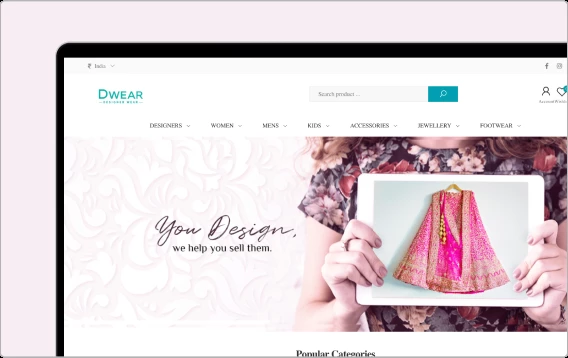 ₹ India
DWEAR
DESIGNER WEAR
Search product ...
Account
DESIGNERS
WOMEN
MENS
KIDS
ACCESSORIES
JEWELLERY
FOOTWEAR
You Design,
we help you sell them.
Popular Categories